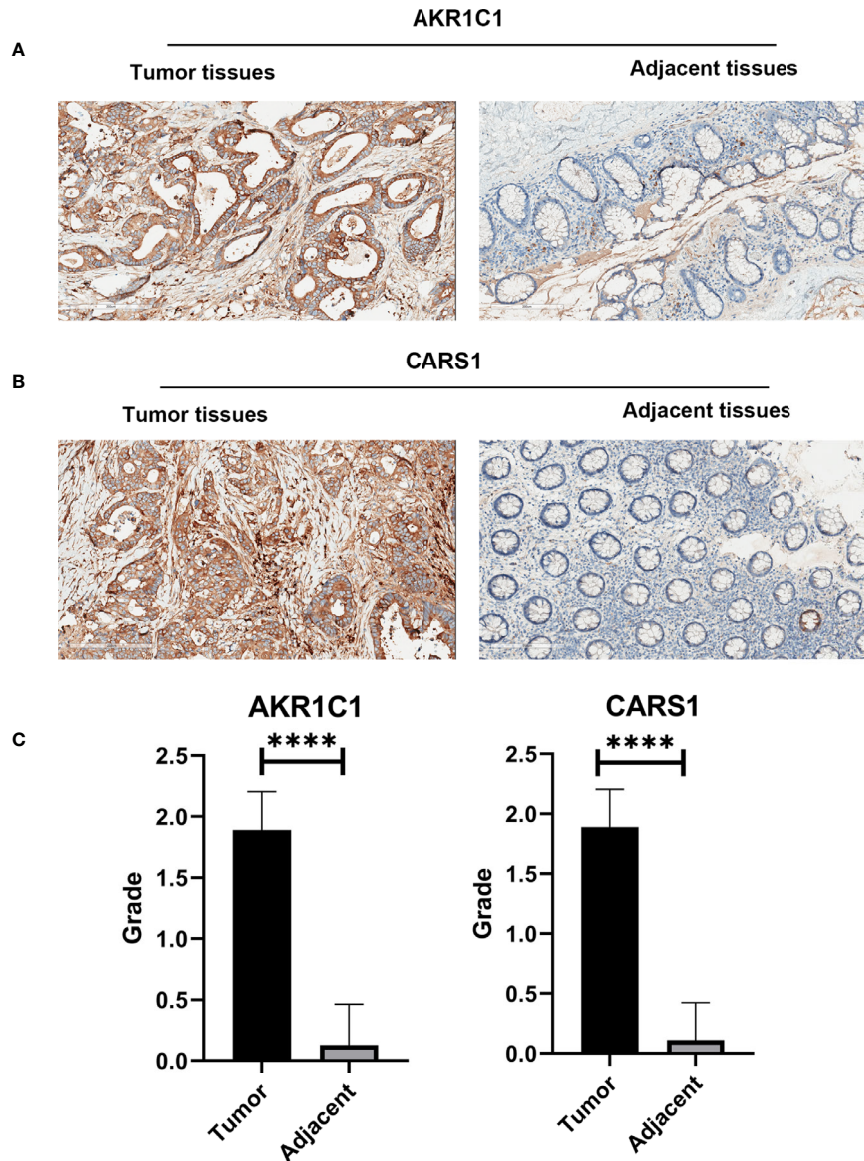 AKR1C1
A
Tumor tissues
Adjacent tissues
CARS1
B
Tumor tissues
Adjacent tissues
C
AKR1C1
****
Grade
2.5
2.0
1.5
1.0
0.5
0.0
Tumor
Adjacent
CARS1
****
Grade
2.5
2.0
1.5
1.0
0.5
0.0
Tumor
Adjacent